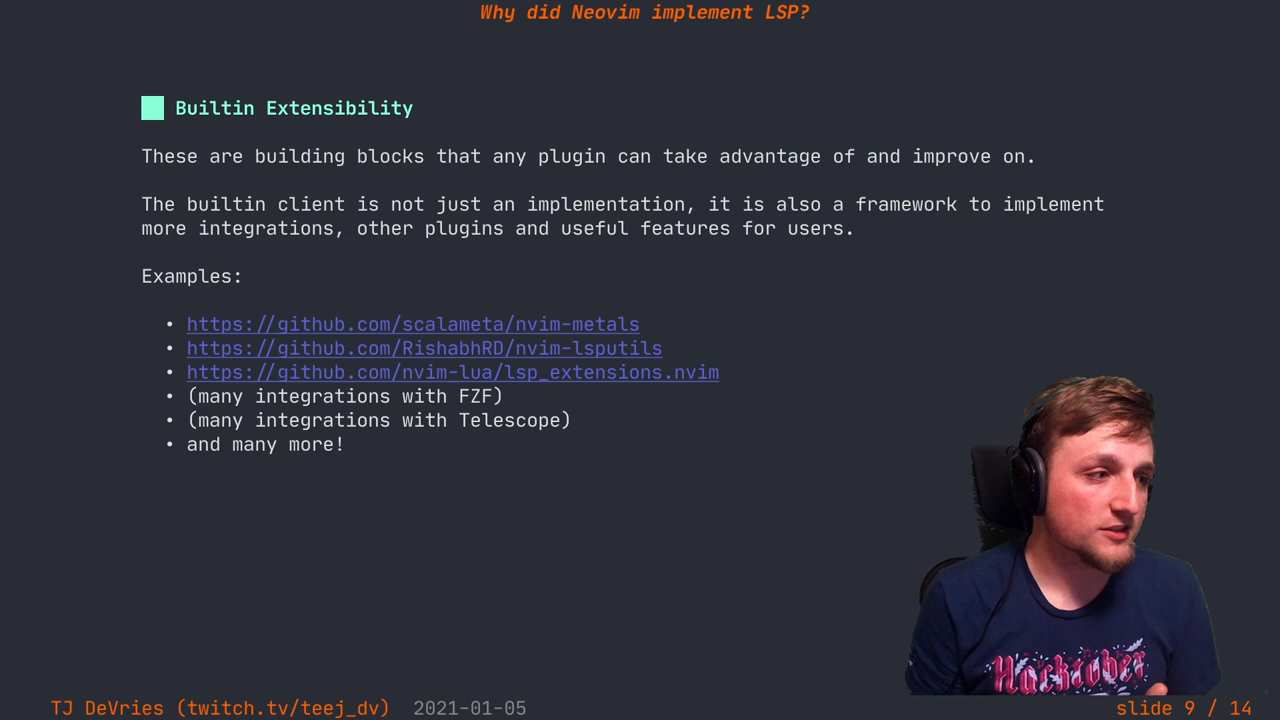 Why did Neovim implement LSP?
Builtin Extensibility
These are building blocks that any plugin can take advantage of and improve on.
The builtin client is not just an implementation, it is also a framework to implement
more integrations, other plugins and useful features for users.
Examples:
• https://github.com/scalameta/nvim-metals
• https://github.com/RishabhRD/nvim-lsputils
• https://github.com/nvim-lua/lsp_extensions.nvim
• (many integrations with FZF)
• (many integrations with Telescope)
• and many more!
Hacktober
TJ DeVries (twitch.tv/teej_dv) 2021-01-05
slide 9 / 14